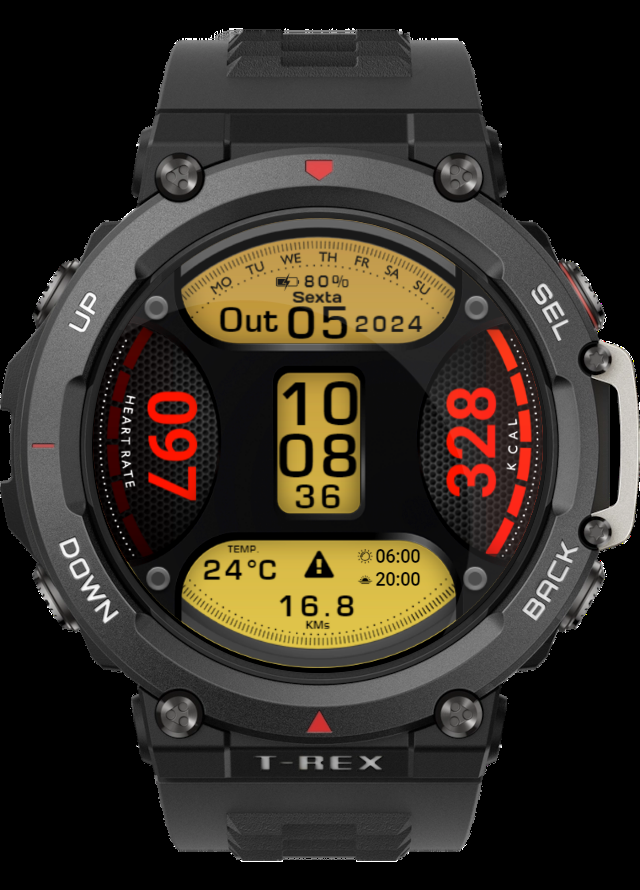 MO TU WE TH FR SA SU
80%
Sexta
Out 05 2024
UP
SEL
HEART RATE
097
10
08
36
328
KCAL
TEMP.
24°C
06:00
20:00
16.8
KMs
DOWN
BACK
T-REX